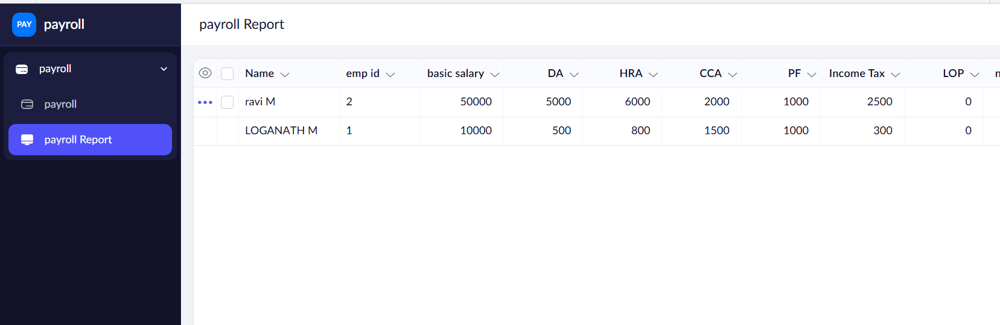 PAY payroll
payroll Report
payroll
payroll
payroll Report
Name emp id basic salary DA HRA CCA PF Income Tax LOP
ravi M 2 50000 5000 6000 2000 1000 2500 0
LOGANATH M 1 10000 500 800 1500 1000 300 0